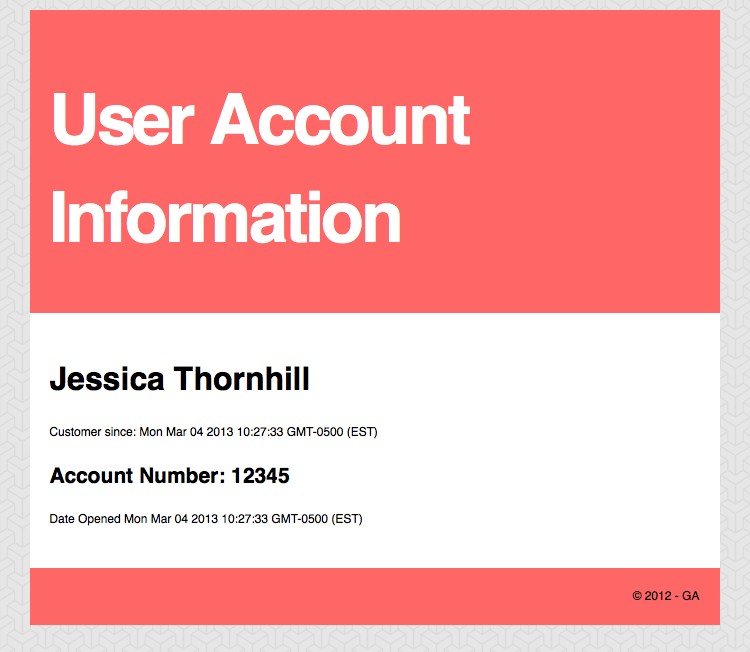 User Account
Information
Jessica Thornhill
Customer since: Mon Mar 04 2013 10:27:33 GMT-0500 (EST)
Account Number: 12345
Date Opened Mon Mar 04 2013 10:27:33 GMT-0500 (EST)
© 2012 - GA